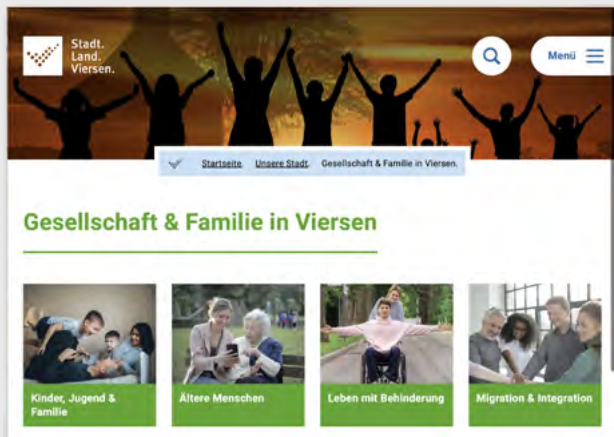 Stadt.
Land.
Viersen.
Menü
Startseite. Unsere Stadt. Gesellschaft & Familie in Viersen.
Gesellschaft & Familie in Viersen
Kinder, Jugend &
Familie
Ältere Menschen
Leben mit Behinderung
Migration & Integration